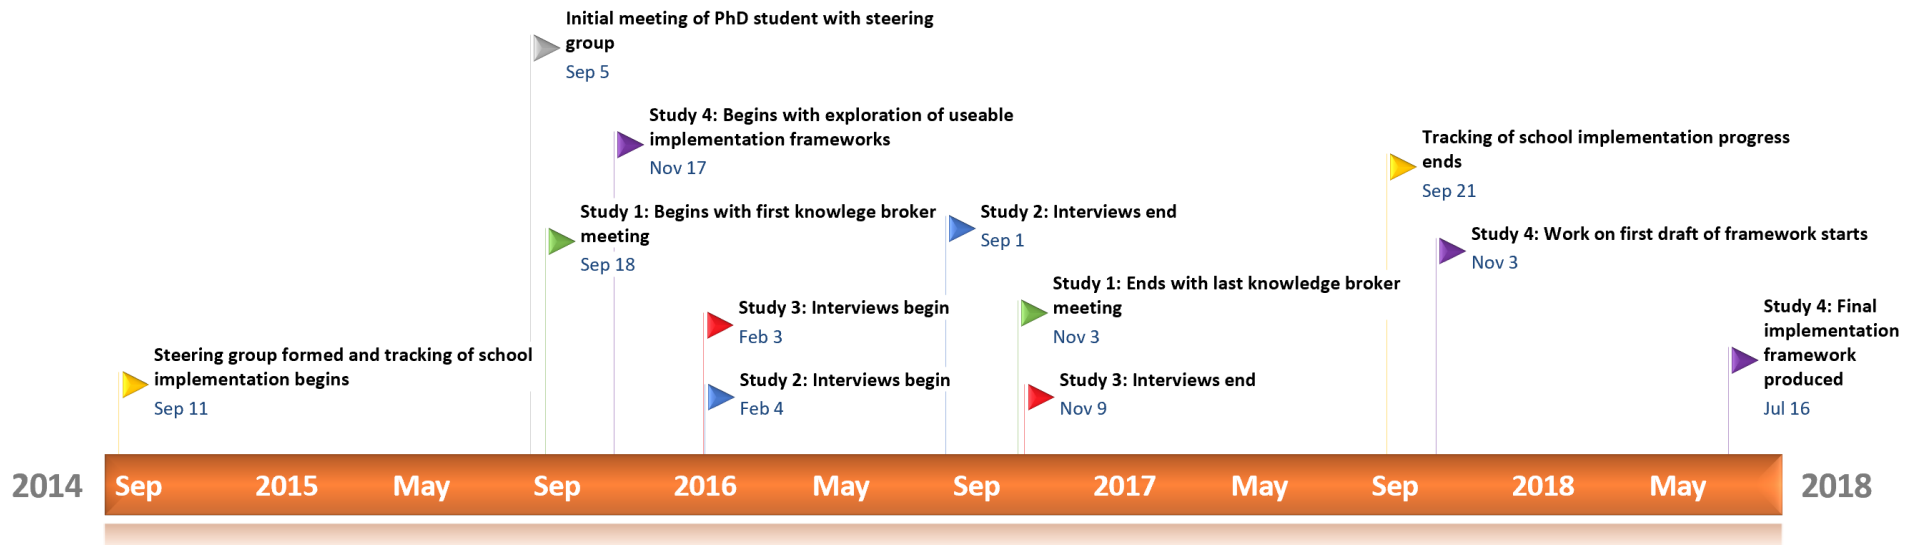 Initial meeting of PhD student with steering
group
Sep 5
Study 4: Begins with exploration of useable
implementation frameworks
Nov 17
Tracking of school implementation progress
ends
Sep 21
Study 1: Begins with first knowlege broker
meeting
Sep 18
Study 2: Interviews end
Sep 1
Study 4: Work on first draft of framework starts
Nov 3
Study 1: Ends with last knowledge broker
meeting
Nov 3
Study 3: Interviews begin
Feb 3
Study 4: Final
implementation
framework
produced
Jul 16
Steering group formed and tracking of school
implementation begins
Sep 11
Study 2: Interviews begin
Feb 4
Study 3: Interviews end
Nov 9
2014 Sep 2015 May Sep 2016 May Sep 2017 May Sep 2018 May 2018